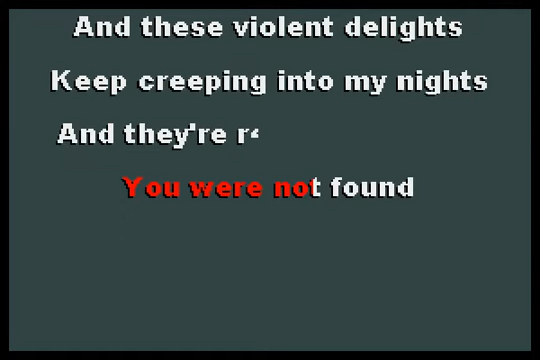 And these violent delights
Keep creeping into my nights
And they're
You were not found